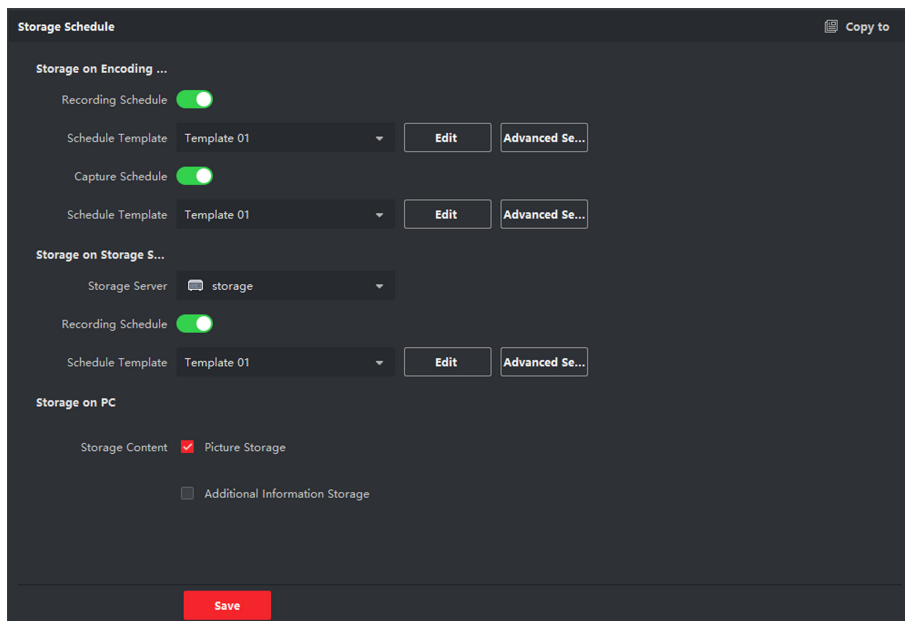 Storage Schedule Copy to
Storage on Encoding ...
Recording Schedule
Schedule Template Template 01 Edit Advanced Se...
Capture Schedule
Schedule Template Template 01 Edit Advanced Se...
Storage on Storage S...
Storage Server storage
Recording Schedule
Schedule Template Template 01 Edit Advanced Se...
Storage on PC
Storage Content Picture Storage
Additional Information Storage
Save